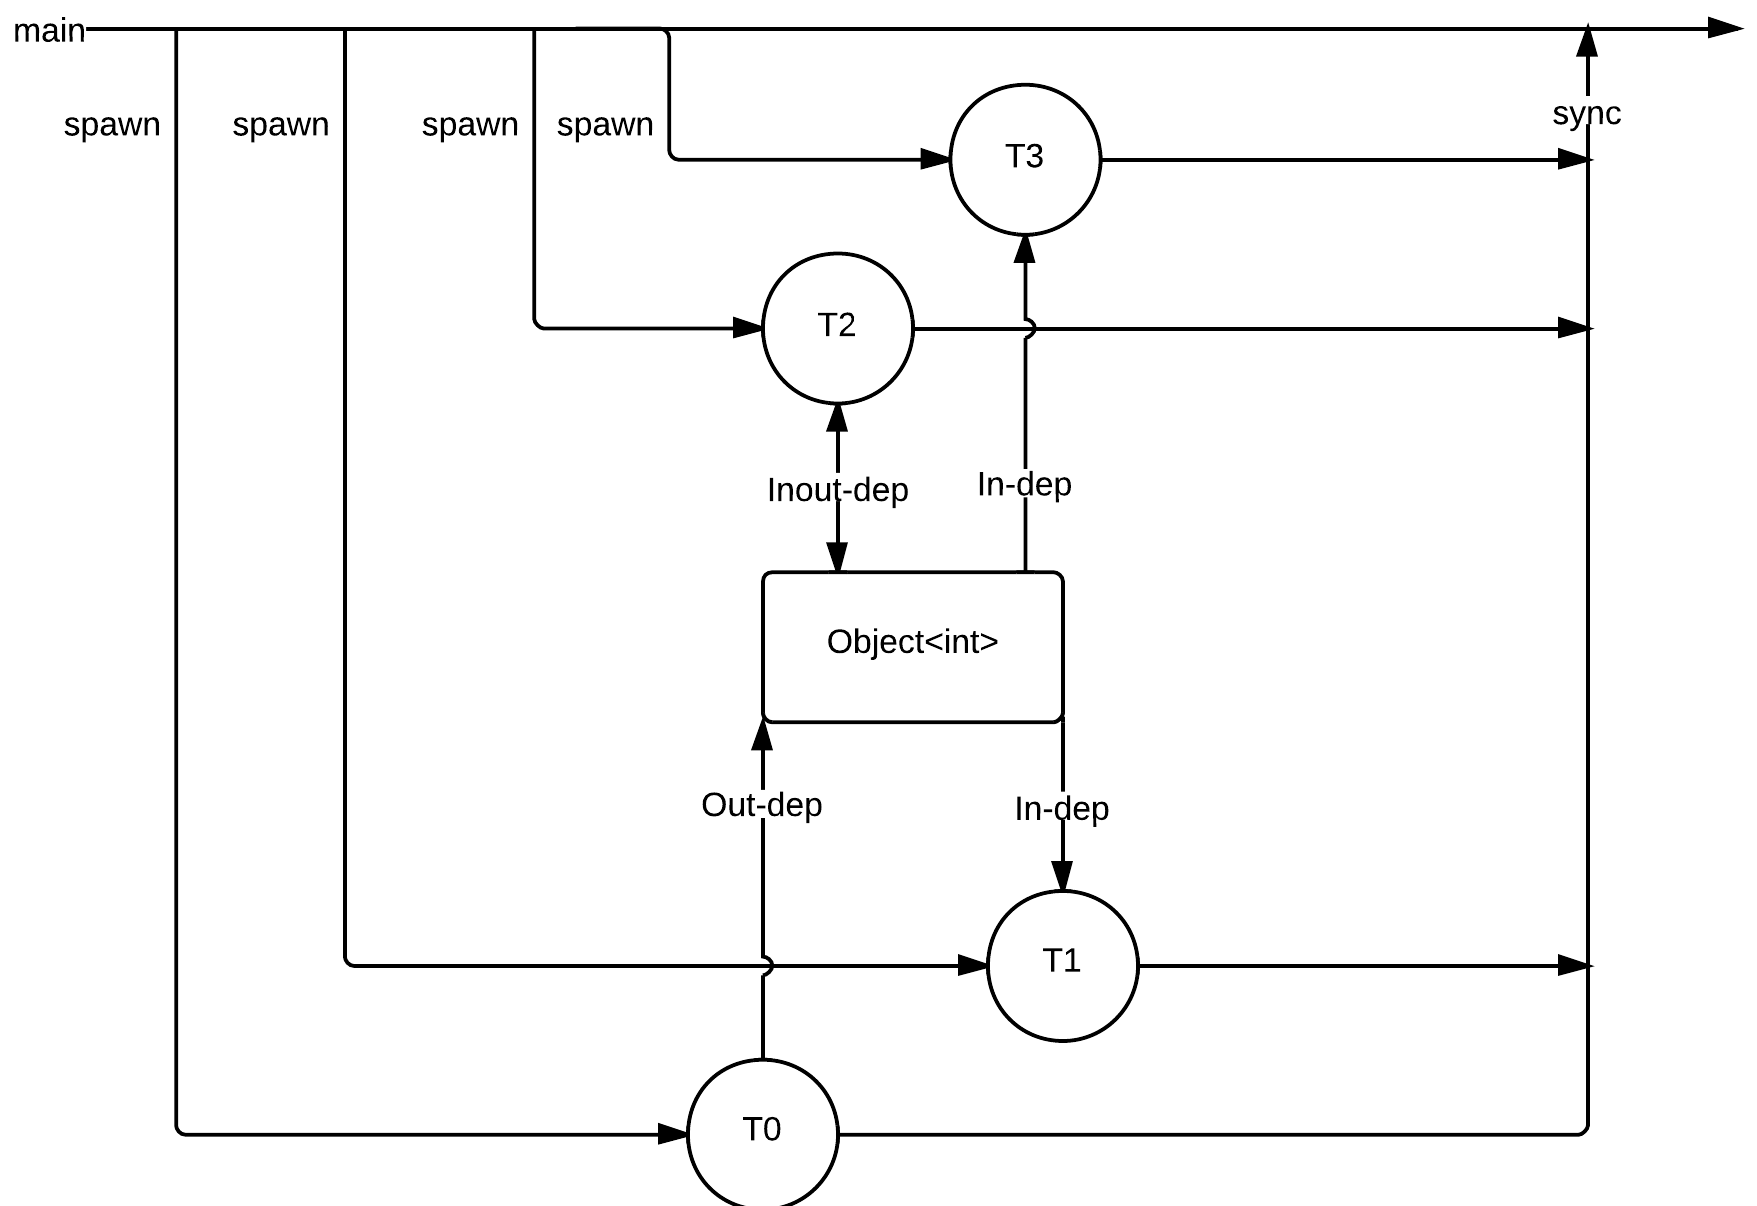 main
spawn
spawn
spawn
spawn
sync
T3
T2
Inout-dep
In-dep
Object<int>
Out-dep
In-dep
T1
T0